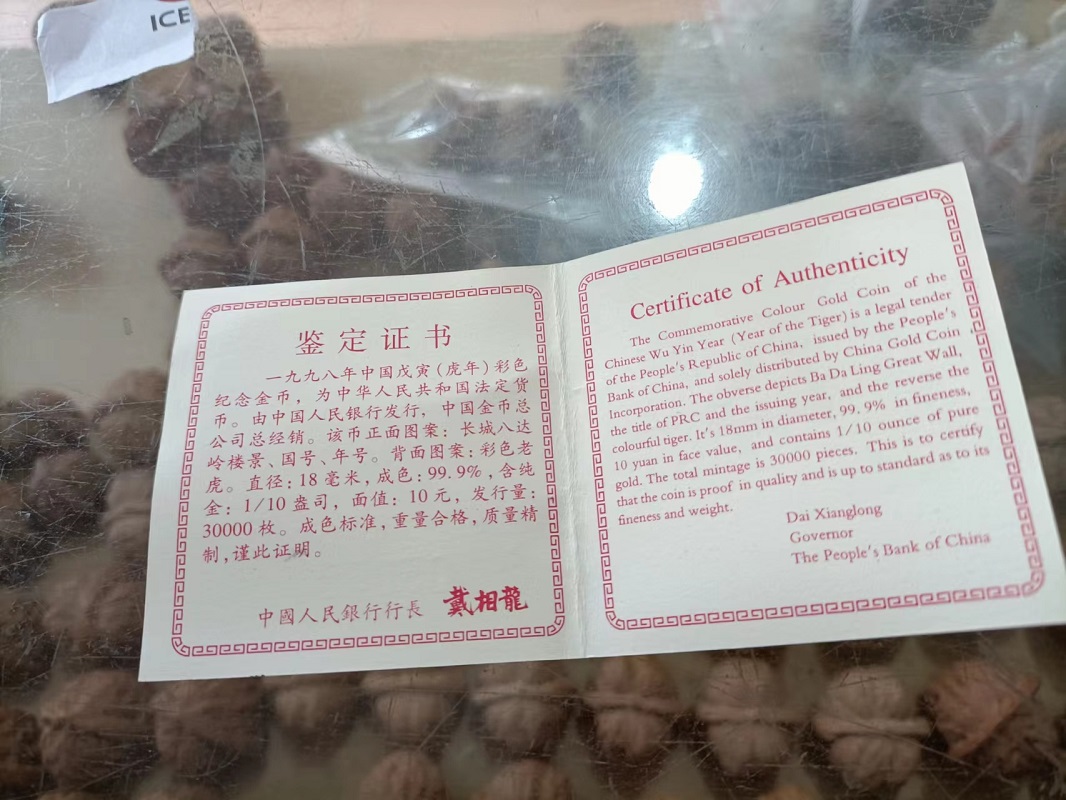 ICE
鉴定证书
一九九八年中国戊寅(虎年)彩色
纪念金币，为中华人民共和国法定货
币。由中国人民银行发行，中国金币总
公司总经销。该币正面图案：长城八达
岭楼景、国号、年号。背面图案：彩色老
虎。直径：18毫米，成色：99.9%，含纯
金：1/10盎司，面值：10元，发行量：
30000枚。成色标准，重量合格，质量精
制，谨此证明。
中國人民銀行行長 戴相龍
Certificate of Authenticity
The Commemorative Colour Gold Coin of the
Chinese Wu Yin Year (Year of the Tiger) is a legal tender
of the People's Republic of China, issued by the People's
Bank of China, and solely distributed by China Gold Coin
Incorporation. The obverse depicts Ba Da Ling Great Wall,
the title of PRC and the issuing year, and the reverse the
colourful tiger. It's 18mm in diameter, 99.9% in fineness,
10 yuan in face value, and contains 1/10 ounce of pure
gold. The total mintage is 30000 pieces. This is to certify
that the coin is proof in quality and is up to standard as to its
fineness and weight.
Dai Xianglong
Governor
The People's Bank of China